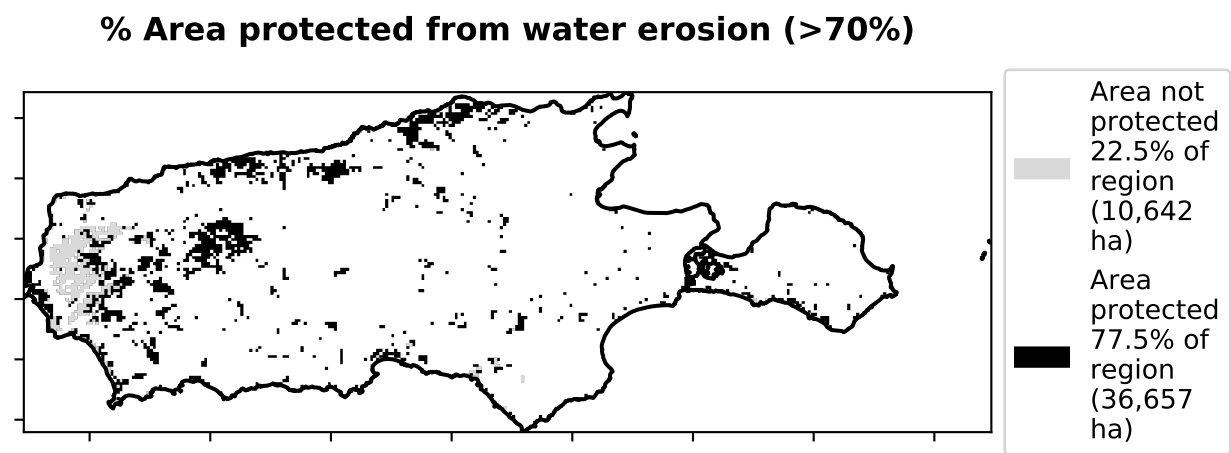 % Area protected from water erosion (>70%)
Area not
protected
22.5% of
region
(10,642
ha)
Area
protected
77.5% of
region
(36,657
ha)